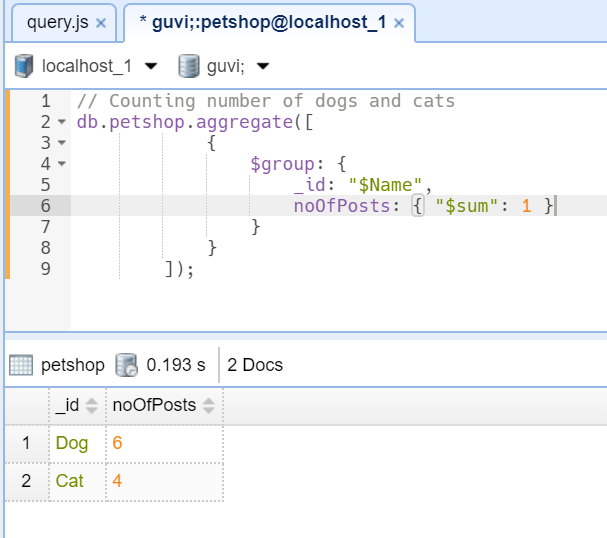 query.js ×
* guvi;:petshop@localhost_1 ×
localhost_1
guvi;
1 // Counting number of dogs and cats
2 db.petshop.aggregate([
3 {
4 $group: {
5 _id: "$Name",
6 noOfPosts: { "$sum": 1 }
7 }
8 }
9 ]);
petshop 0.193 s 2 Docs
_id noOfPosts
1 Dog 6
2 Cat 4